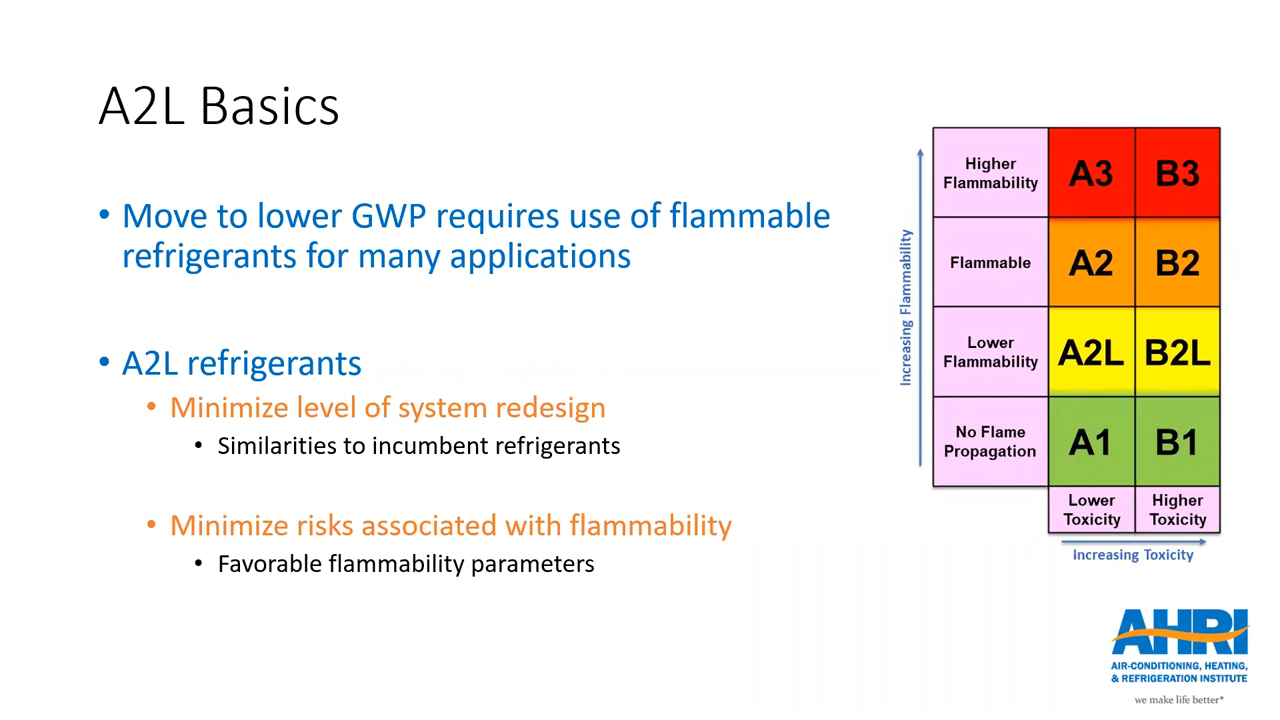 A2L Basics
• Move to lower GWP requires use of flammable
refrigerants for many applications
• A2L refrigerants
• Minimize level of system redesign
• Similarities to incumbent refrigerants
• Minimize risks associated with flammability
• Favorable flammability parameters
Increasing Flammability
Higher
Flammability
A3
B3
Flammable
A2
B2
Lower
Flammability
A2L
B2L
No Flame
Propagation
A1
B1
Lower
Toxicity
Higher
Toxicity
Increasing Toxicity
AHRI
AIR-CONDITIONING, HEATING,
& REFRIGERATION INSTITUTE
we make life better*